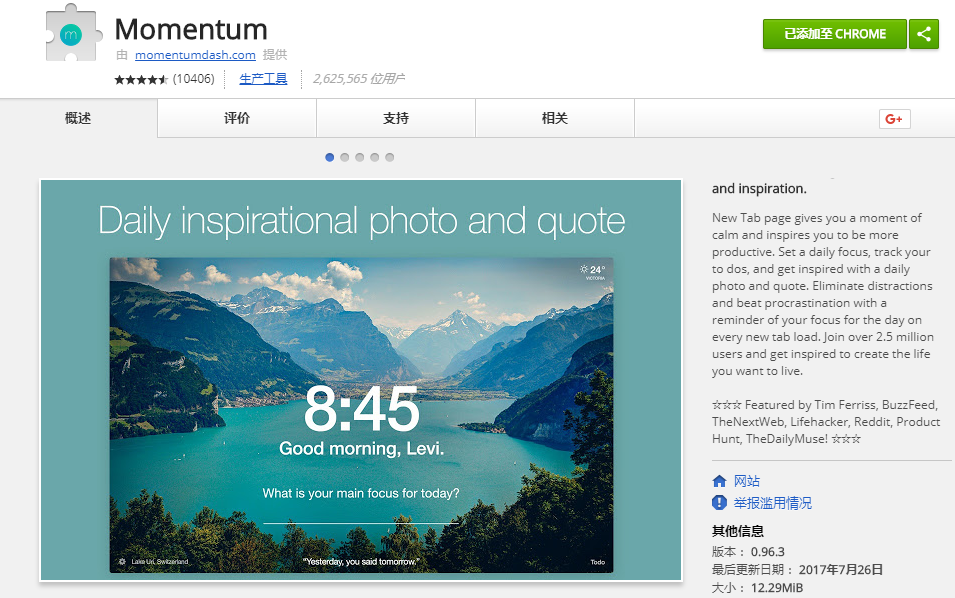 m
Momentum
由 momentumdash.com 提供
(10406) 生产工具 2,625,565 位用户
已添加至 CHROME
概述 评价 支持 相关 G+
Daily inspirational photo and quote
24°
VICTORIA
8:45
Good morning, Levi.
What is your main focus for today?
Lake Uri, Switzerland "Yesterday, you said tomorrow." Todo
and inspiration.
New Tab page gives you a moment of
calm and inspires you to be more
productive. Set a daily focus, track your
to dos, and get inspired with a daily
photo and quote. Eliminate distractions
and beat procrastination with a
reminder of your focus for the day on
every new tab load. Join over 2.5 million
users and get inspired to create the life
you want to live.
☆☆☆ Featured by Tim Ferriss, BuzzFeed,
TheNextWeb, Lifehacker, Reddit, Product
Hunt, TheDailyMuse! ☆☆☆
网站
举报滥用情况
其他信息
版本： 0.96.3
最后更新日期： 2017年7月26日
大小： 12.29MiB